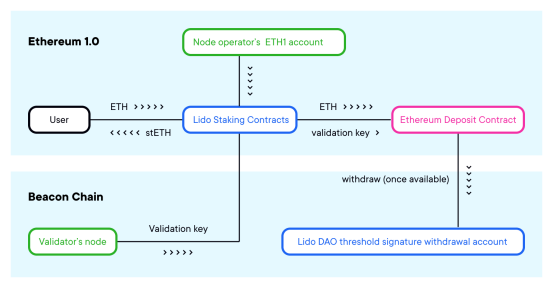 Ethereum 1.0
Node operator's ETH1 account
ETH >>>>>
ETH >>>>>
User
Lido Staking Contracts
Ethereum Deposit Contract
<<<<< stETH
validation key >
withdraw (once available)
Beacon Chain
Validation key
Validator's node
>>>>>
Lido DAO threshold signature withdrawal account